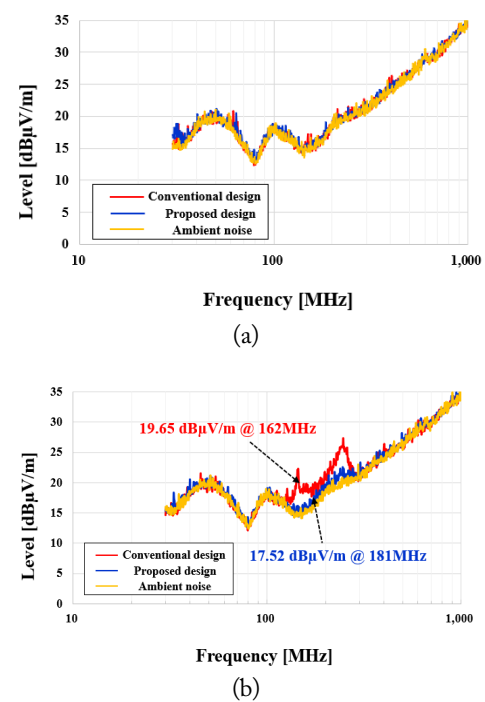 35
30
25
20
15
10
5
0
Level [dBµV/m]
Conventional design
Proposed design
Ambient noise
10
100
1,000
Frequency [MHz]
(a)
35
30
25
20
15
10
5
0
Level [dBµV/m]
19.65 dBµV/m @ 162MHz
17.52 dBµV/m @ 181MHz
Conventional design
Proposed design
Ambient noise
10
100
1,000
Frequency [MHz]
(b)